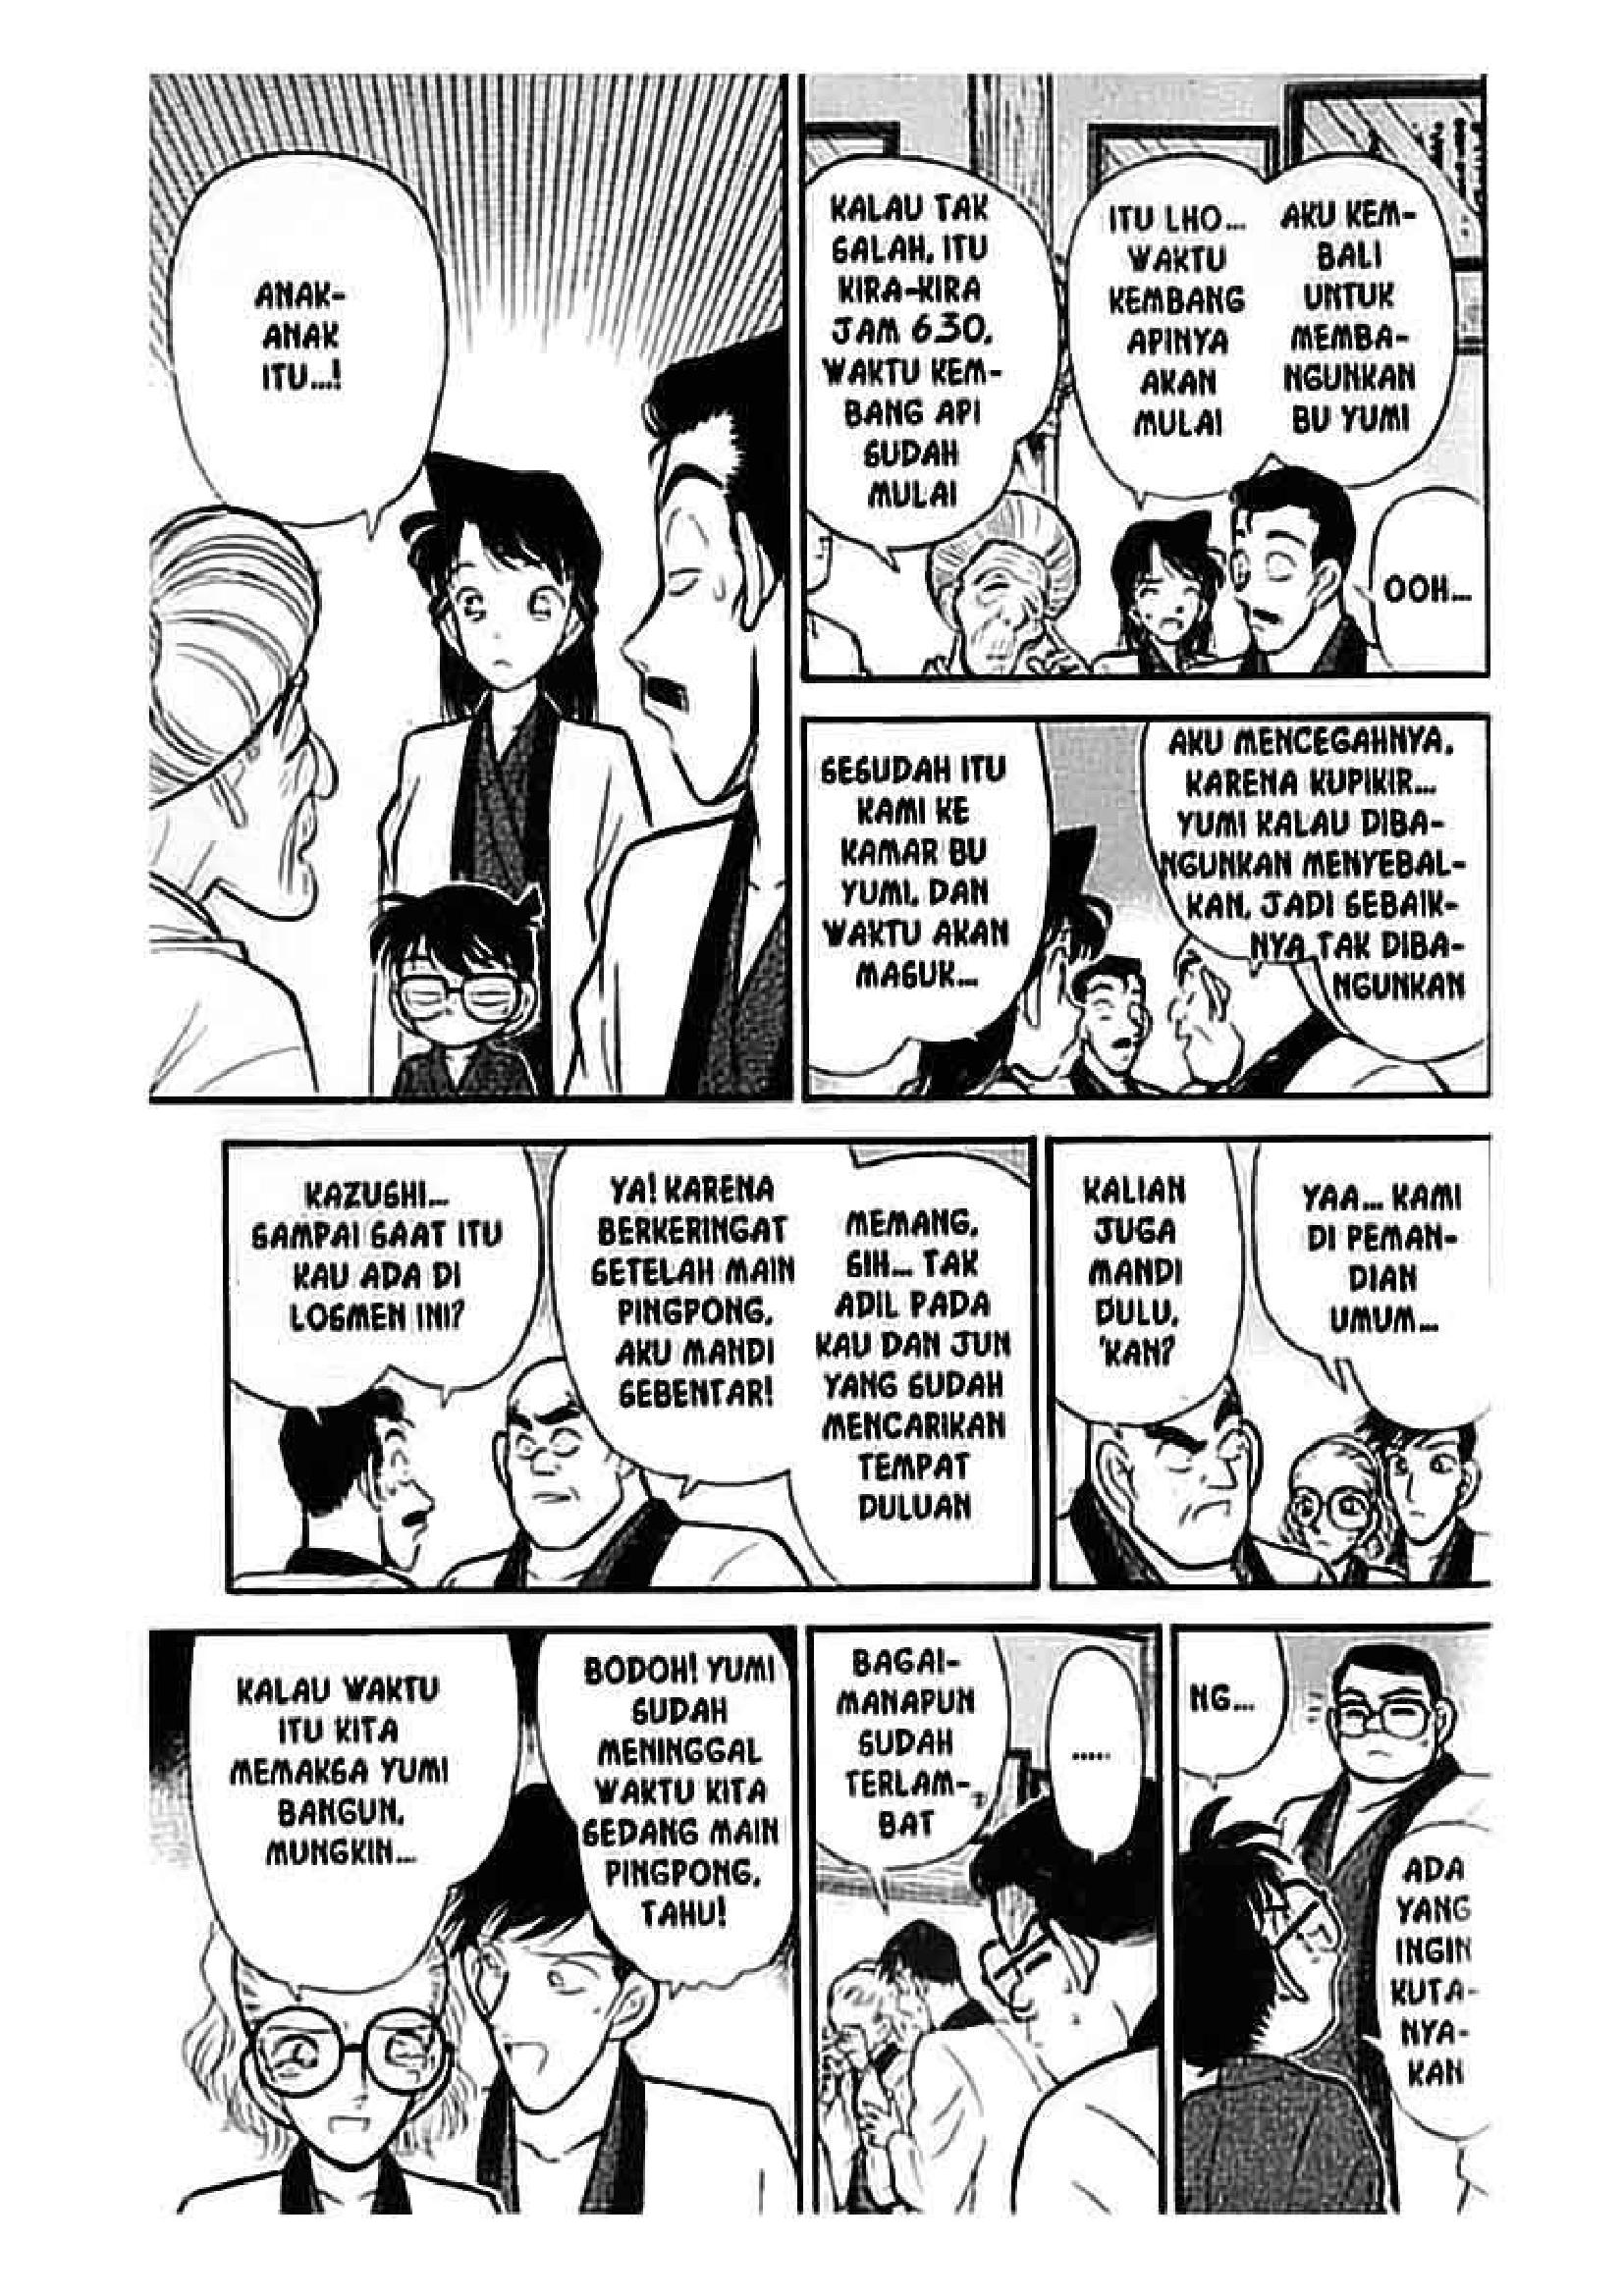 AKU KEM-
BALI
UNTUK
MEMBA-
NGUNKAN
BU YUMI
ITU LHO...
WAKTU
KEMBANG
APINYA
AKAN
MULAI
OOH...
KALAU TAK
SALAH, ITU
KIRA-KIRA
JAM 6.30,
WAKTU KEM-
BANG API
SUDAH
MULAI
AKU MENCEGAHNYA,
KARENA KUPIKIR...
YUMI KALAU DIBA-
NGUNKAN MENYEBAL-
KAN, JADI SEBAIK-
NYA TAK DIBA-
NGUNKAN
SESUDAH ITU
KAMI KE
KAMAR BU
YUMI, DAN
WAKTU AKAN
MASUK...
ANAK-
ANAK
ITU...!
YAA... KAMI
DI PEMAN-
DIAN
UMUM...
KALIAN
JUGA
MANDI
DULU,
'KAN?
MEMANG,
SIH... TAK
ADIL PADA
KAU DAN JUN
YANG SUDAH
MENCARIKAN
TEMPAT
DULUAN
YA! KARENA
BERKERINGAT
SETELAH MAIN
PINGPONG,
AKU MANDI
SEBENTAR!
KAZUSHI...
SAMPAI SAAT ITU
KAU ADA DI
LOSMEN INI?
ADA
YANG
INGIN
KUTA-
NYA-
KAN
NG...
.....
BAGAI-
MANAPUN
SUDAH
TERLAM-
BAT
BODOH! YUMI
SUDAH
MENINGGAL
WAKTU KITA
SEDANG MAIN
PINGPONG,
TAHU!
KALAU WAKTU
ITU KITA
MEMAKSA YUMI
BANGUN,
MUNGKIN...